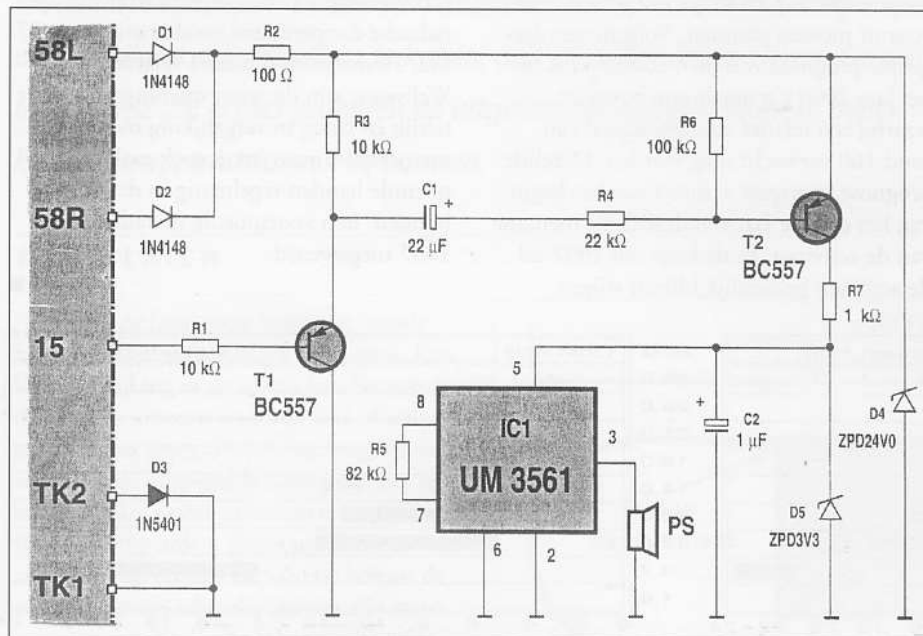 58L
D1
1N4148
R2
100 Ω
R3
10 kΩ
R6
100 kΩ
58R
D2
1N4148
C1
+
22 µF
R4
22 kΩ
T2
BC557
R7
1 kΩ
15
R1
10 kΩ
T1
BC557
5
8
IC1
UM 3561
3
R5
82 kΩ
7
6
2
PS
+
C2
1 µF
D4
ZPD24V0
D5
ZPD3V3
TK2
D3
1N5401
TK1